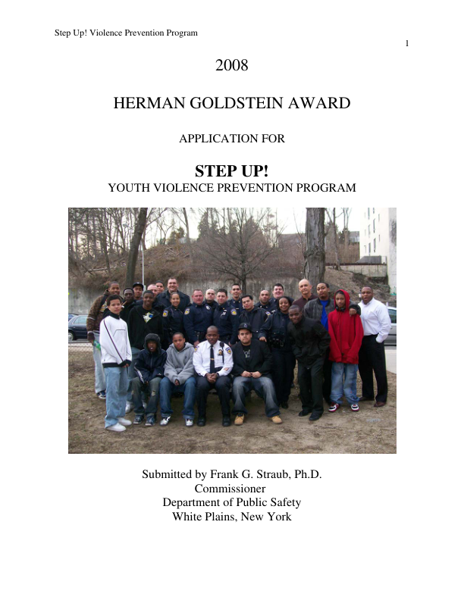 Step Up! Violence Prevention Program
1
2008
HERMAN GOLDSTEIN AWARD
APPLICATION FOR
STEP UP!
YOUTH VIOLENCE PREVENTION PROGRAM
Submitted by Frank G. Straub, Ph.D.
Commissioner
Department of Public Safety
White Plains, New York